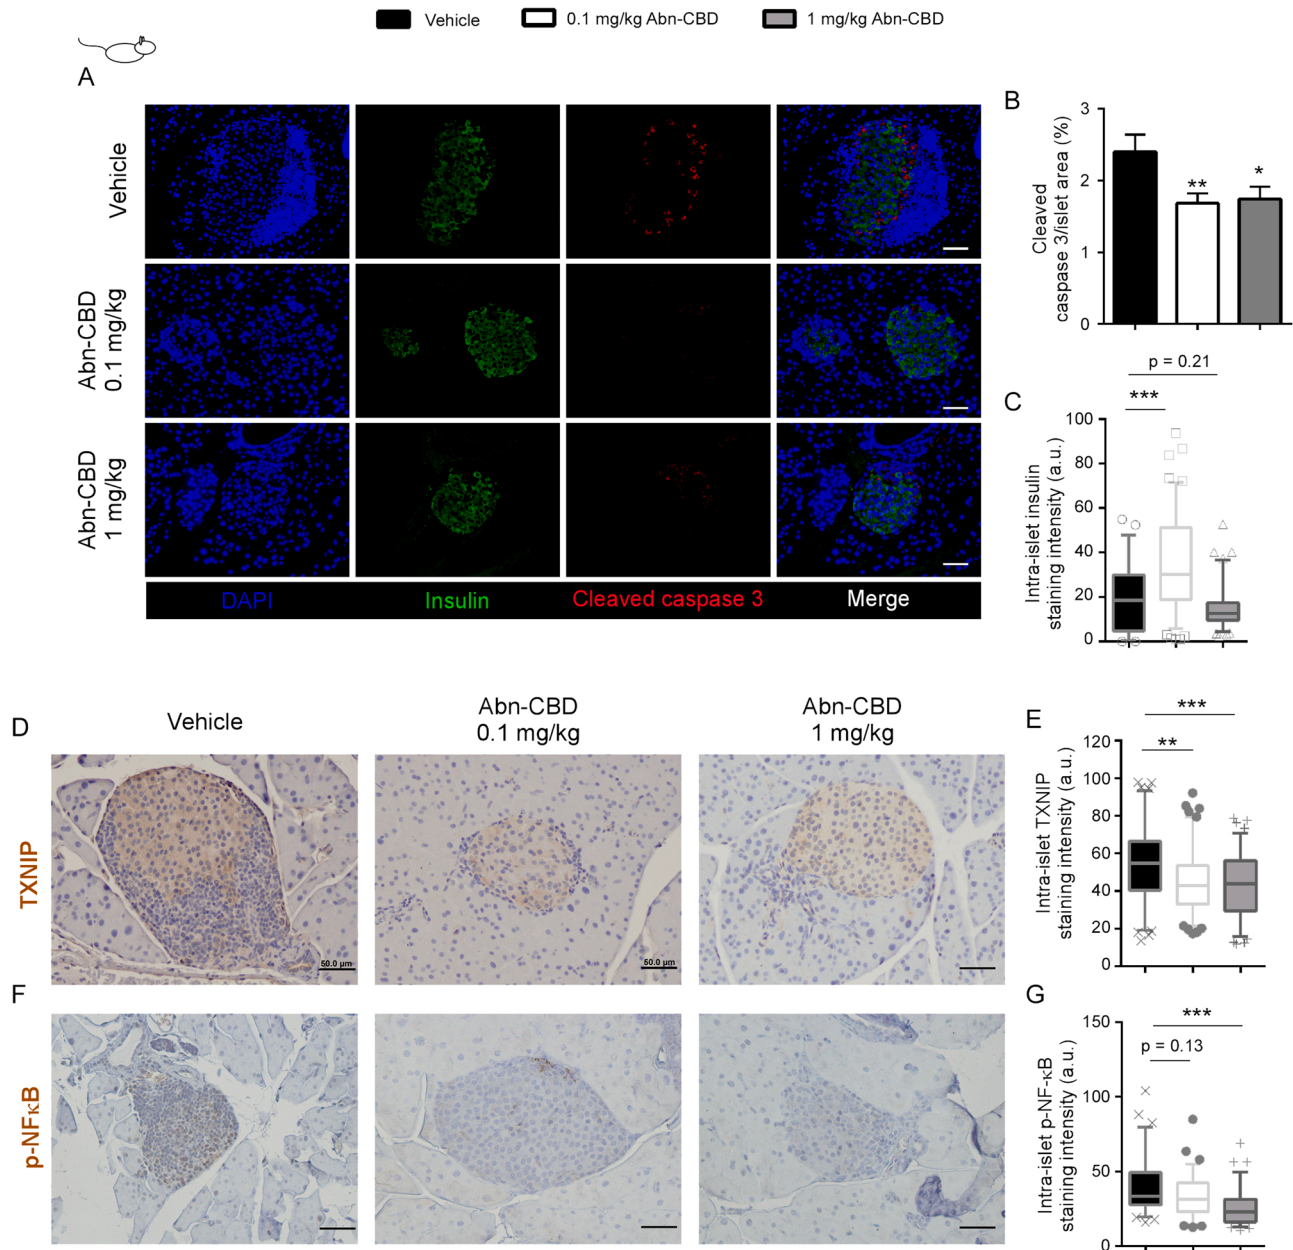 Vehicle
0.1 mg/kg Abn-CBD
1 mg/kg Abn-CBD
A
Vehicle
Abn-CBD
0.1 mg/kg
Abn-CBD
1 mg/kg
DAPI
Insulin
Cleaved caspase 3
Merge
B
Cleaved
caspase 3/islet area (%)
3
2
1
0
**
*
C
p = 0.21
***
Intra-islet insulin
staining intensity (a.u.)
100
80
60
40
20
0
D
Vehicle
Abn-CBD
0.1 mg/kg
Abn-CBD
1 mg/kg
TXNIP
50.0 µm
50.0 µm
E
***
**
Intra-islet TXNIP
staining intensity (a.u.)
120
100
80
60
40
20
0
F
p-NFκB
G
***
p = 0.13
Intra-islet p-NF-κB
staining intensity (a.u.)
150
100
50
0